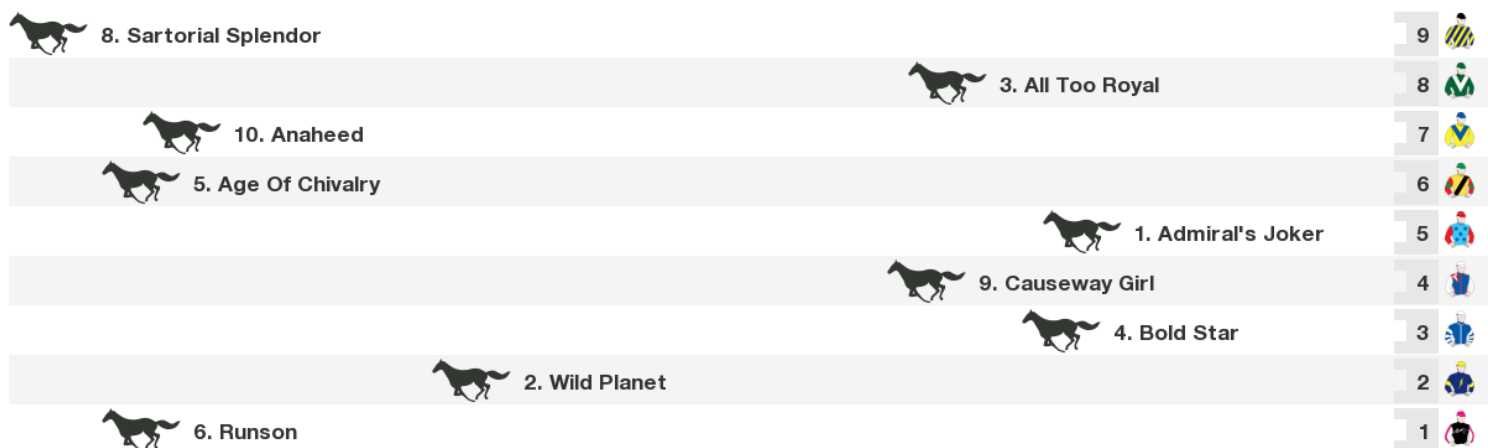 8. Sartorial Splendor 9
3. All Too Royal 8
10. Anaheed 7
5. Age Of Chivalry 6
1. Admiral's Joker 5
9. Causeway Girl 4
4. Bold Star 3
2. Wild Planet 2
6. Runson 1